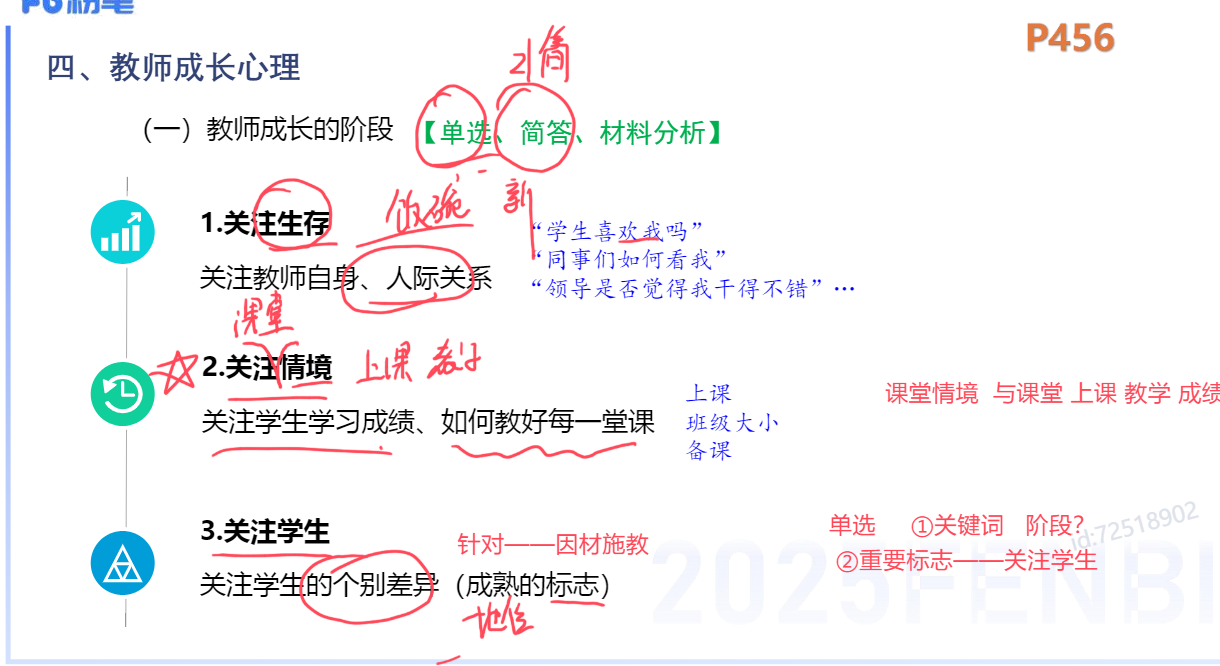 粉笔
P456
四、教师成长心理
2 简
（一）教师成长的阶段 【单选、简答、材料分析】
1.关注生存 饭碗 新
“学生喜欢我吗”
“同事们如何看我”
关注教师自身、人际关系
“领导是否觉得我干得不错”…
课堂
2.关注情境 上课 教好
上课
课堂情境 与课堂 上课 教学 成绩
关注学生学习成绩、如何教好每一堂课
班级大小
备课
3.关注学生
单选 ①关键词 阶段?
针对——因材施教
id:72518902
②重要标志——关注学生
关注学生的个别差异（成熟的标志）
2025FENBI